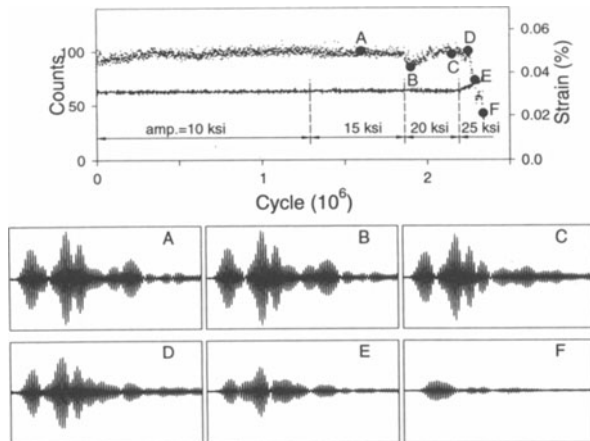 0.06
A
D
100
0.04
C
B
E
50
F
0.02
amp.=10 ksi
15 ksi
20 ksi
25 ksi
0
0.0
0
1
2
Counts
Strain (%)
Cycle (10⁶)
A
B
C
D
E
F